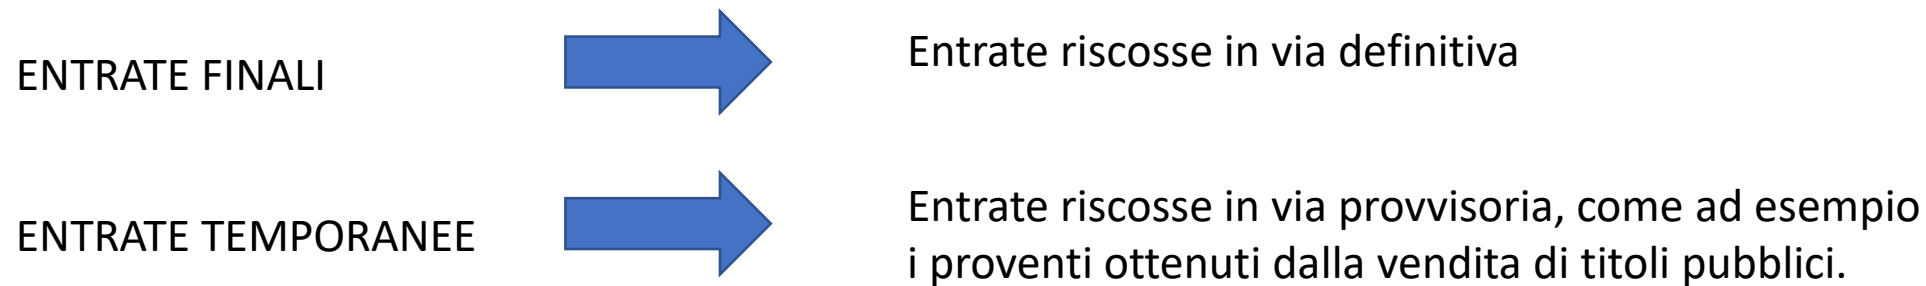 ENTRATE FINALI
Entrate riscosse in via definitiva
ENTRATE TEMPORANEE
Entrate riscosse in via provvisoria, come ad esempio
i proventi ottenuti dalla vendita di titoli pubblici.